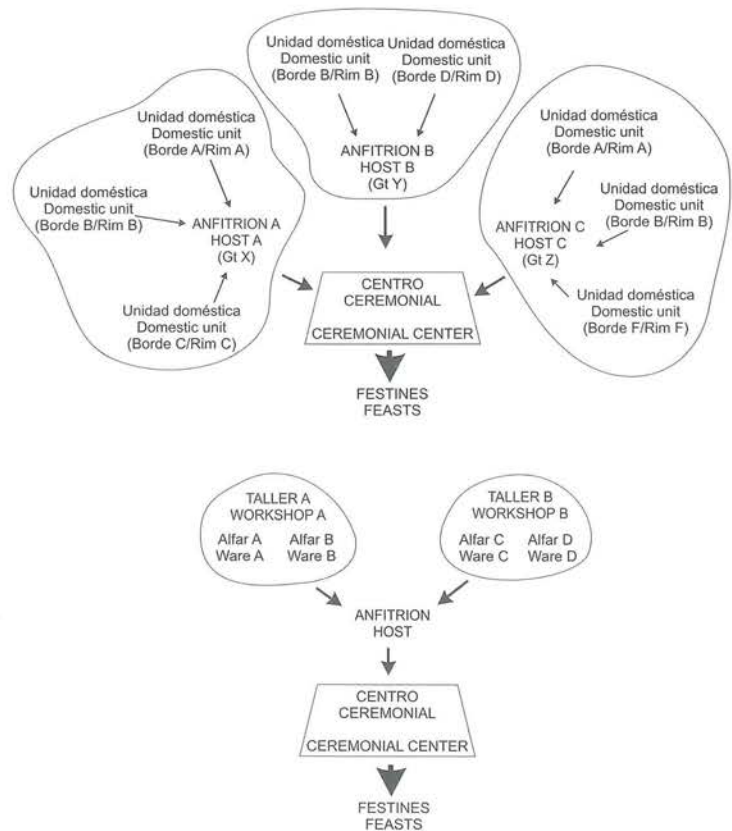 Unidad doméstica
Domestic unit
(Borde B/Rim B)
Unidad doméstica
Domestic unit
(Borde D/Rim D)
ANFITRION B
HOST B
(Gt Y)
Unidad doméstica
Domestic unit
(Borde A/Rim A)
Unidad doméstica
Domestic unit
(Borde B/Rim B)
ANFITRION A
HOST A
(Gt X)
Unidad doméstica
Domestic unit
(Borde C/Rim C)
Unidad doméstica
Domestic unit
(Borde A/Rim A)
Unidad doméstica
Domestic unit
(Borde B/Rim B)
ANFITRION C
HOST C
(Gt Z)
Unidad doméstica
Domestic unit
(Borde F/Rim F)
CENTRO
CEREMONIAL
CEREMONIAL CENTER
FESTINES
FEASTS
TALLER A
WORKSHOP A
Alfar A
Ware A
Alfar B
Ware B
TALLER B
WORKSHOP B
Alfar C
Ware C
Alfar D
Ware D
ANFITRION
HOST
CENTRO
CEREMONIAL
CEREMONIAL CENTER
FESTINES
FEASTS